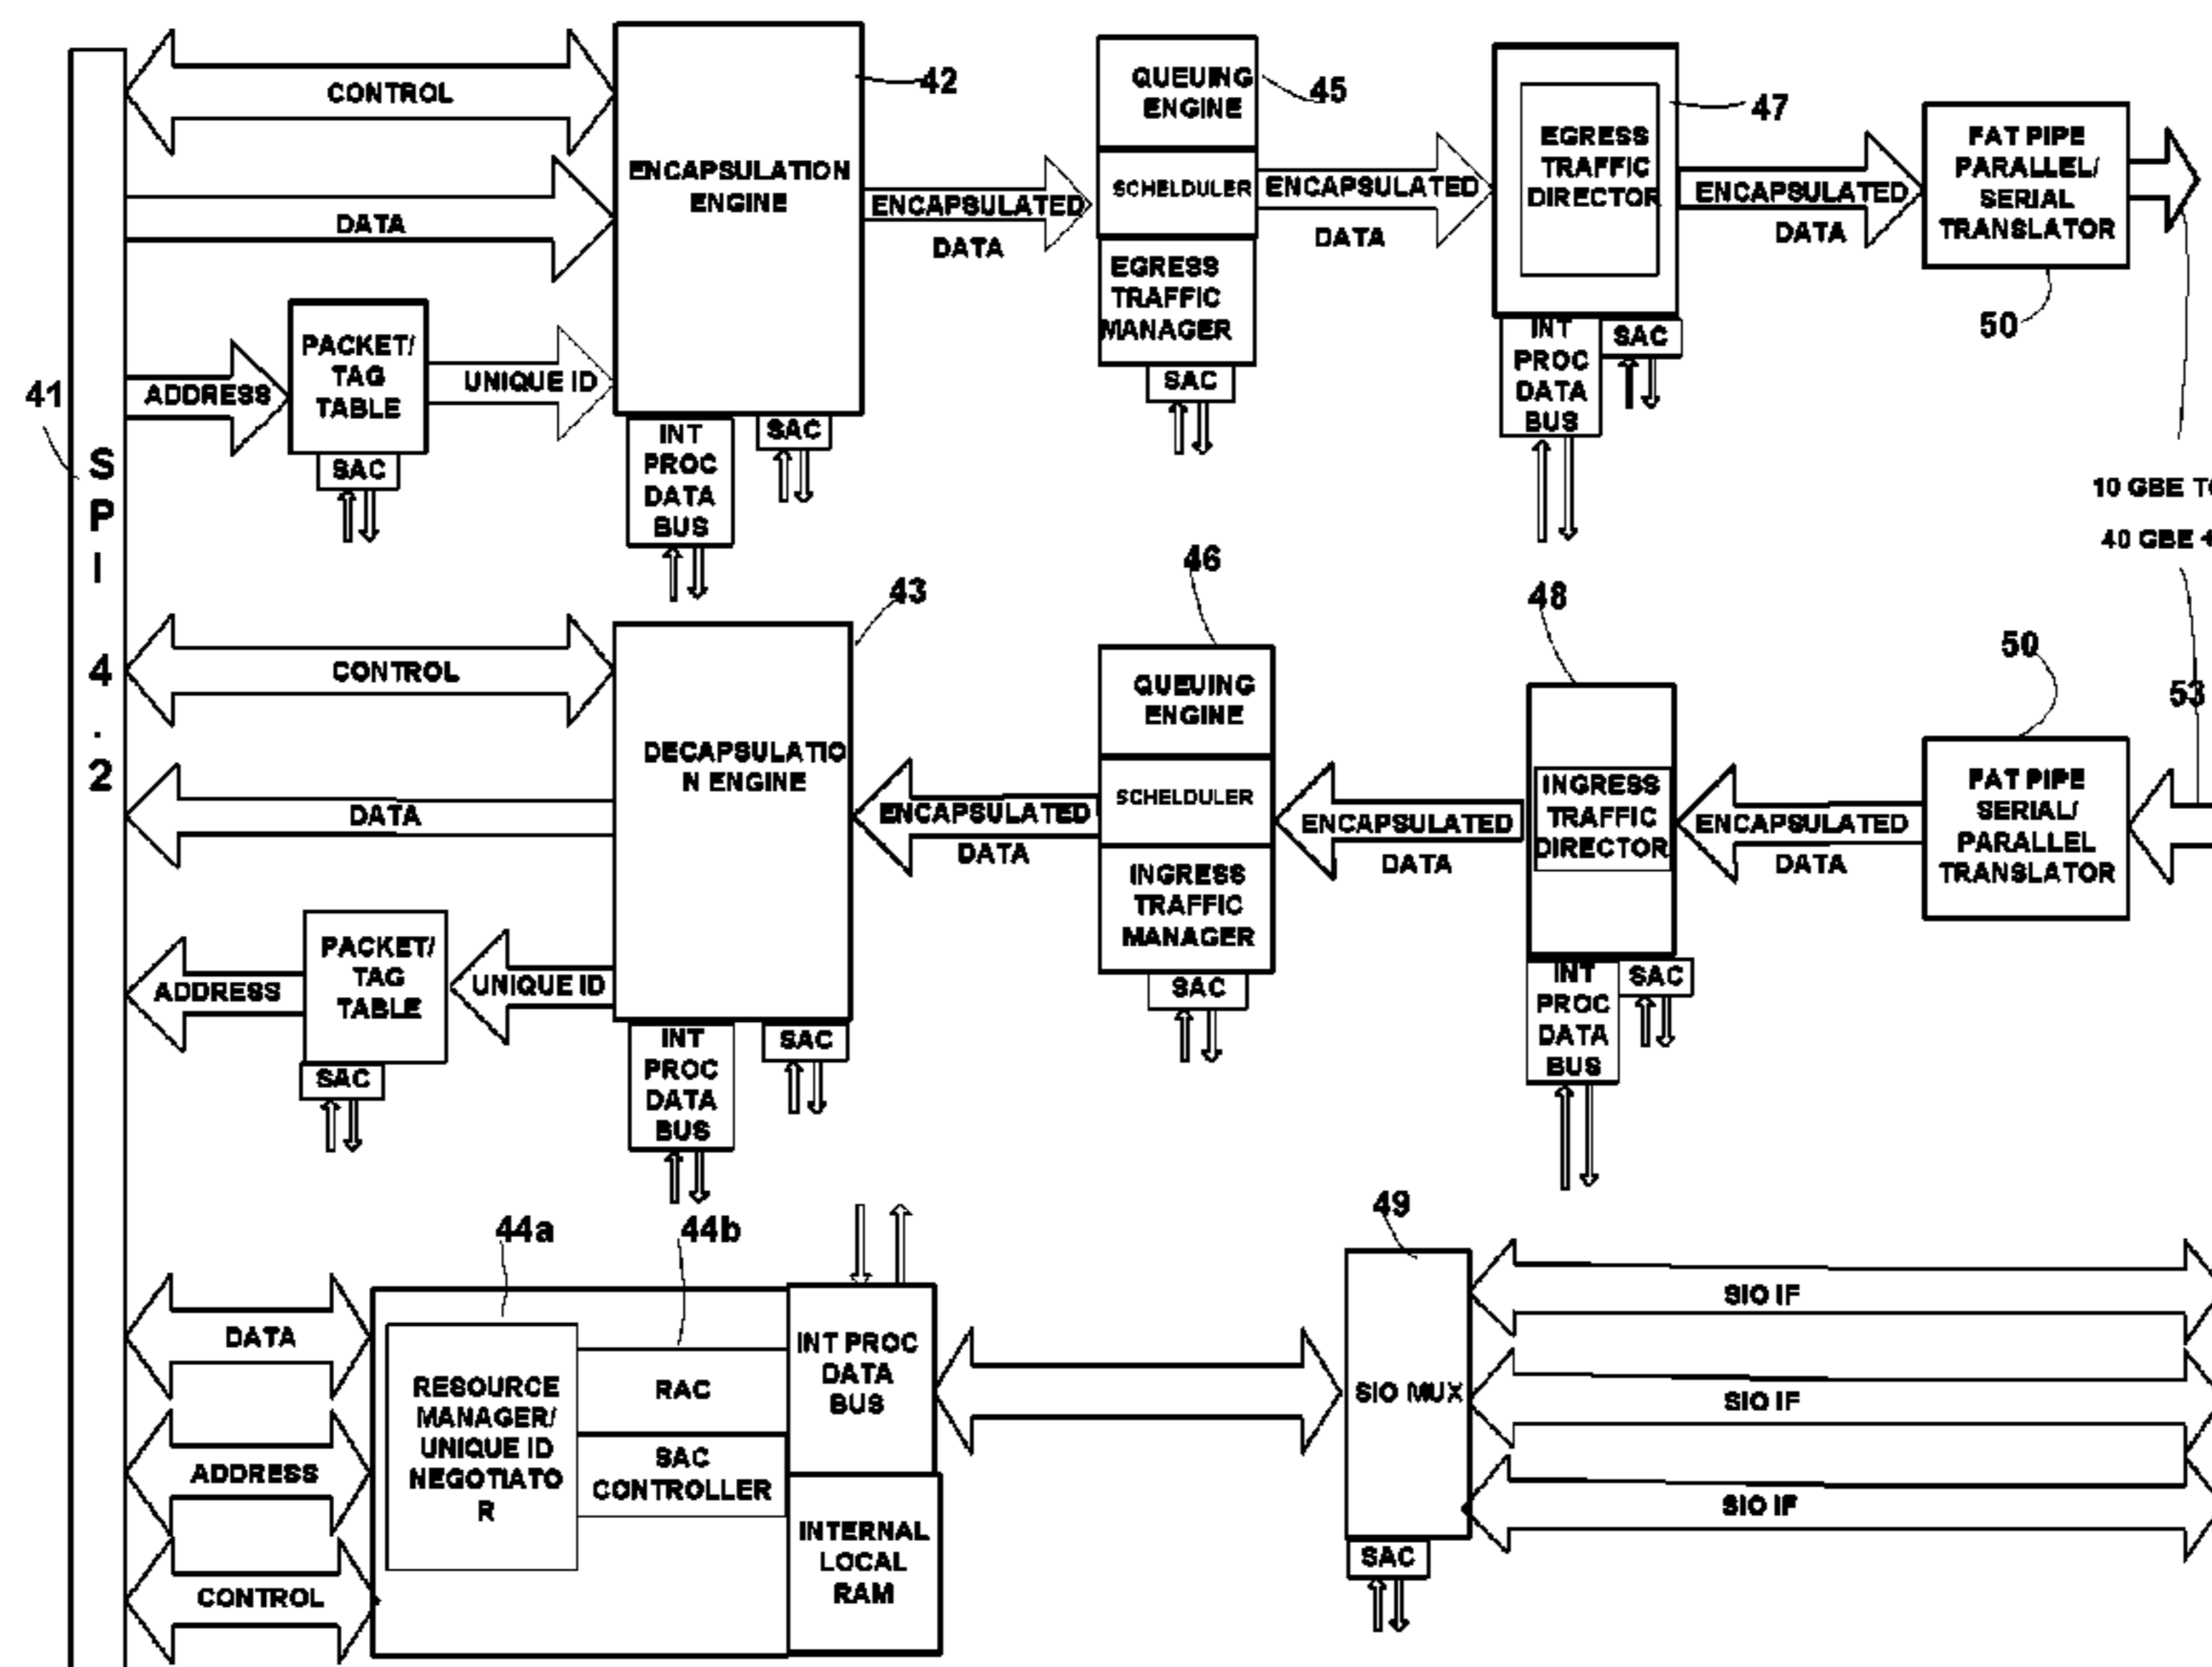 CONTROL
42
ENCAPSULATION
ENGINE
DATA
PACKET/
TAG
TABLE
ADDRESS
UNIQUE ID
SAC
INT
PROC
DATA
BUS
SAC
ENCAPSULATED
DATA
QUEUING
ENGINE
45
SCHELDULER
EGRESS
TRAFFIC
MANAGER
SAC
ENCAPSULATED
DATA
47
EGRESS
TRAFFIC
DIRECTOR
INT
PROC
DATA
BUS
SAC
ENCAPSULATED
DATA
FAT PIPE
PARALLEL/
SERIAL
TRANSLATOR
50
41
S
P
I
4
.
2
10 GBE
40 GBE
CONTROL
43
DECAPSULATIO
N ENGINE
DATA
PACKET/
TAG
TABLE
ADDRESS
UNIQUE ID
SAC
INT
PROC
DATA
BUS
SAC
ENCAPSULATED
DATA
46
QUEUING
ENGINE
SCHELDULER
INGRESS
TRAFFIC
MANAGER
SAC
ENCAPSULATED
DATA
48
INGRESS
TRAFFIC
DIRECTOR
INT
PROC
DATA
BUS
SAC
ENCAPSULATED
DATA
50
FAT PIPE
SERIAL/
PARALLEL
TRANSLATOR
53
44a
44b
DATA
ADDRESS
CONTROL
RESOURCE
MANAGER/
UNIQUE ID
NEGOTIATO
R
RAC
SAC
CONTROLLER
INT PROC
DATA
BUS
INTERNAL
LOCAL
RAM
49
SIO MUX
SAC
SIO IF
SIO IF
SIO IF